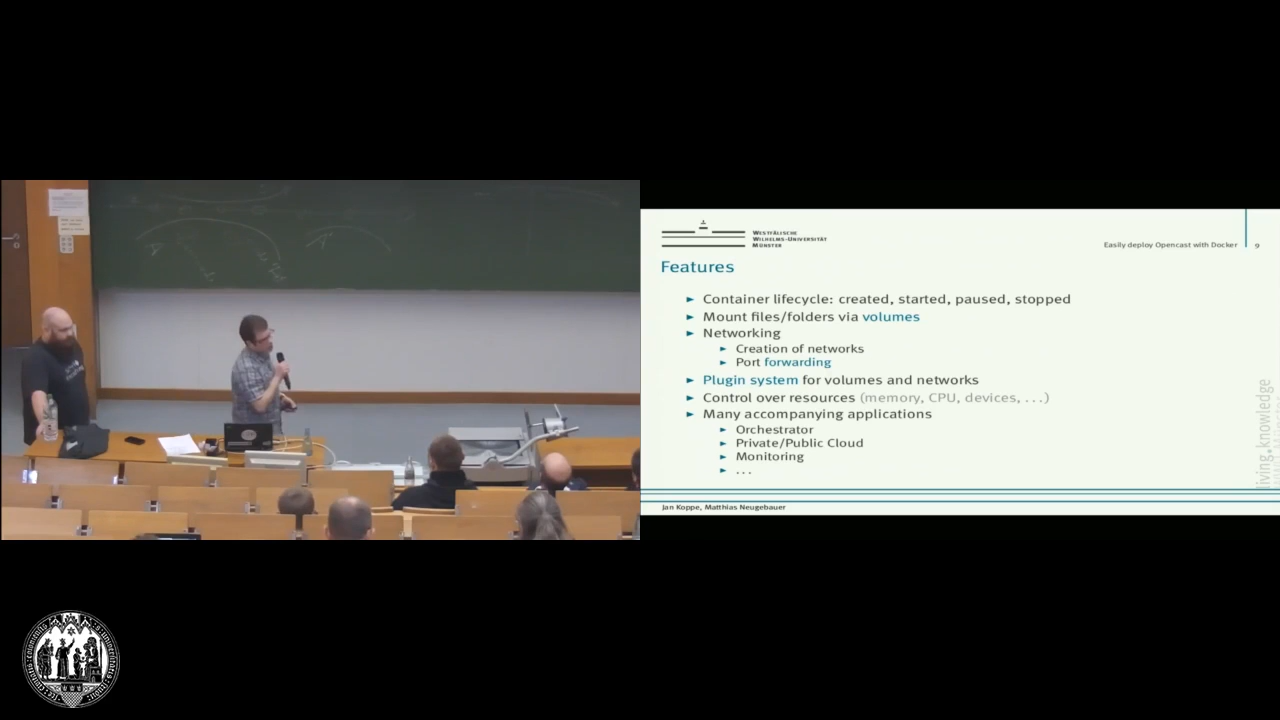 WESTFÄLISCHE
WILHELMS-UNIVERSITÄT
MÜNSTER
Easily deploy Opencast with Docker
9
Features
► Container lifecycle: created, started, paused, stopped
► Mount files/folders via volumes
► Networking
► Creation of networks
► Port forwarding
► Plugin system for volumes and networks
► Control over resources (memory, CPU, devices, ...)
► Many accompanying applications
► Orchestrator
► Private/Public Cloud
► Monitoring
► ...
living.knowledge
Jan Koppe, Matthias Neugebauer